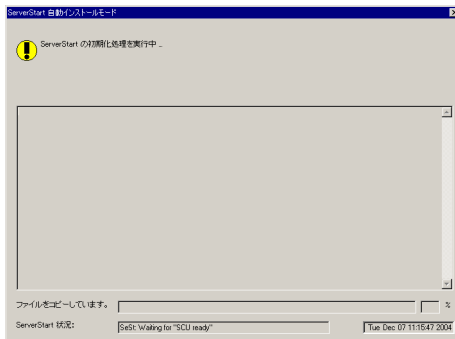 ServerStart 自動インストールモード
ServerStart の初期化処理を実行中 ...
ファイルをコピーしています。
%
ServerStart 状況:
SeSt: Waiting for "SCU ready"
Tue Dec 07 11:15:47 2004